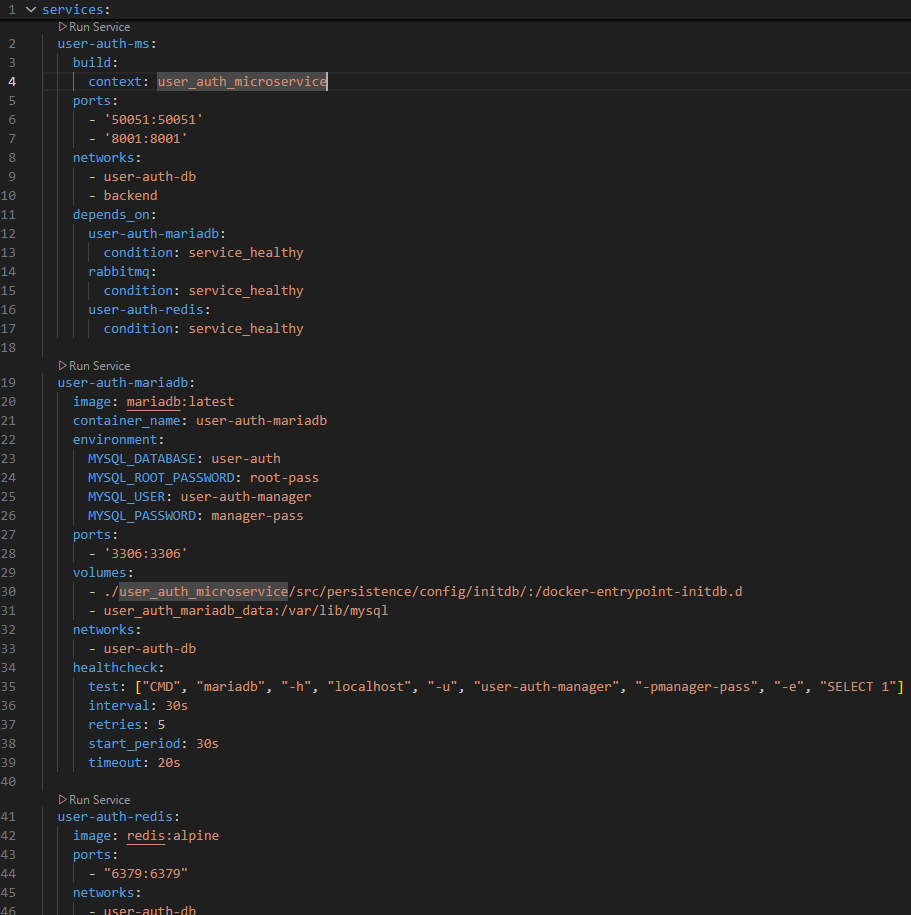 1 services:
Run Service
2 user-auth-ms:
3 build:
4 context: user_auth_microservice
5 ports:
6 - '50051:50051'
7 - '8001:8001'
8 networks:
9 - user-auth-db
10 - backend
11 depends_on:
12 user-auth-mariadb:
13 condition: service_healthy
14 rabbitmq:
15 condition: service_healthy
16 user-auth-redis:
17 condition: service_healthy
18
Run Service
19 user-auth-mariadb:
20 image: mariadb:latest
21 container_name: user-auth-mariadb
22 environment:
23 MYSQL_DATABASE: user-auth
24 MYSQL_ROOT_PASSWORD: root-pass
25 MYSQL_USER: user-auth-manager
26 MYSQL_PASSWORD: manager-pass
27 ports:
28 - '3306:3306'
29 volumes:
30 - ./user_auth_microservice/src/persistence/config/initdb/:/docker-entrypoint-initdb.d
31 - user_auth_mariadb_data:/var/lib/mysql
32 networks:
33 - user-auth-db
34 healthcheck:
35 test: ["CMD", "mariadb", "-h", "localhost", "-u", "user-auth-manager", "-pmanager-pass", "-e", "SELECT 1"]
36 interval: 30s
37 retries: 5
38 start_period: 30s
39 timeout: 20s
40
Run Service
41 user-auth-redis:
42 image: redis:alpine
43 ports:
44 - "6379:6379"
45 networks:
46 - user-auth-db